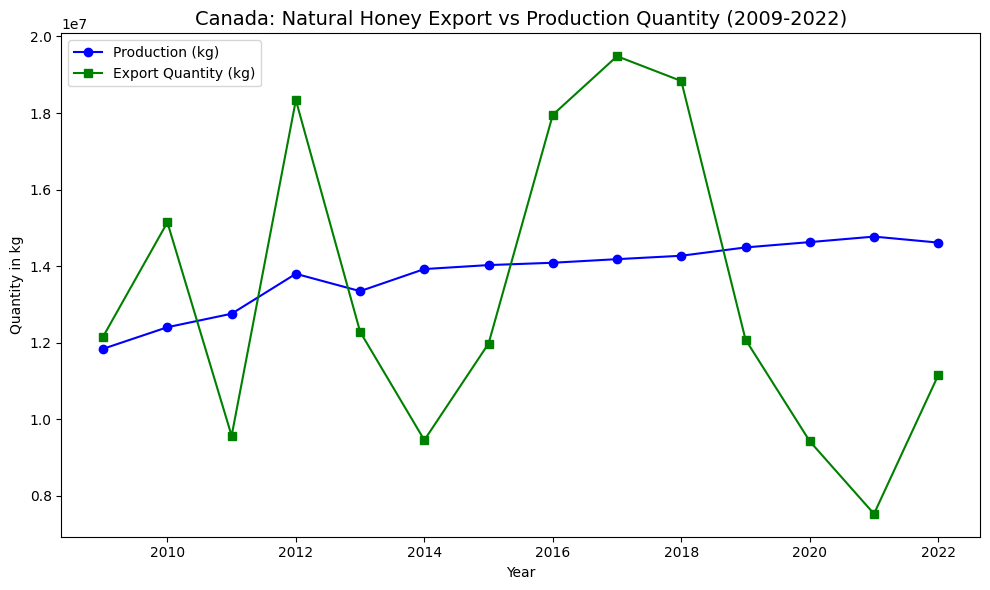 Canada: Natural Honey Export vs Production Quantity (2009-2022)
1e7
Production (kg)
Export Quantity (kg)
2.0
1.8
1.6
1.4
1.2
1.0
0.8
Quantity in kg
2010 2012 2014 2016 2018 2020 2022
Year